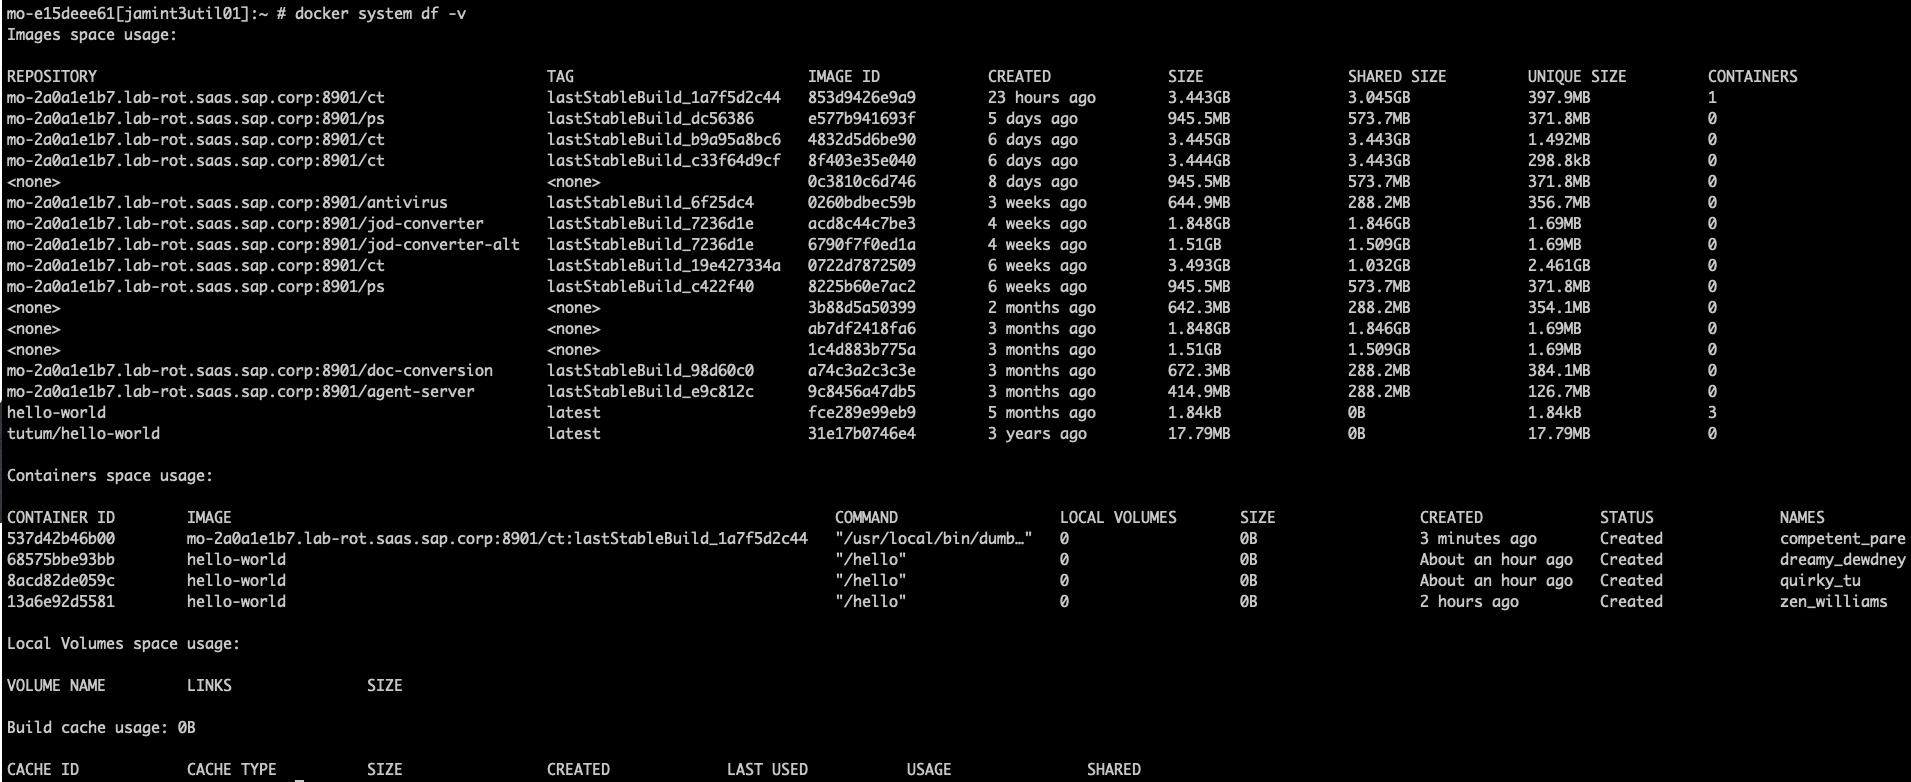 mo-e15deee61[jamint3util01]:~ # docker system df -v
Images space usage:
REPOSITORY TAG IMAGE ID CREATED SIZE SHARED SIZE UNIQUE SIZE CONTAINERS
mo-2a0a1e1b7.lab-rot.saas.sap.corp:8901/ct lastStableBuild_1a7f5d2c44 853d9426e9a9 23 hours ago 3.443GB 3.045GB 397.9MB 1
mo-2a0a1e1b7.lab-rot.saas.sap.corp:8901/ps lastStableBuild_dc56386 e577b941693f 5 days ago 945.5MB 573.7MB 371.8MB 0
mo-2a0a1e1b7.lab-rot.saas.sap.corp:8901/ct lastStableBuild_b9a95a8bc6 4832d5d6be90 6 days ago 3.445GB 3.443GB 1.492MB 0
mo-2a0a1e1b7.lab-rot.saas.sap.corp:8901/ct lastStableBuild_c33f64d9cf 8f403e35e040 6 days ago 3.444GB 3.443GB 298.8kB 0
<none> <none> 0c3810c6d746 8 days ago 945.5MB 573.7MB 371.8MB 0
mo-2a0a1e1b7.lab-rot.saas.sap.corp:8901/antivirus lastStableBuild_6f25dc4 0260bdbec59b 3 weeks ago 644.9MB 288.2MB 356.7MB 0
mo-2a0a1e1b7.lab-rot.saas.sap.corp:8901/jod-converter lastStableBuild_7236d1e acd8c44c7be3 4 weeks ago 1.848GB 1.846GB 1.69MB 0
mo-2a0a1e1b7.lab-rot.saas.sap.corp:8901/jod-converter-alt lastStableBuild_7236d1e 6790f7f0ed1a 4 weeks ago 1.51GB 1.509GB 1.69MB 0
mo-2a0a1e1b7.lab-rot.saas.sap.corp:8901/ct lastStableBuild_19e427334a 0722d7872509 6 weeks ago 3.493GB 1.032GB 2.461GB 0
mo-2a0a1e1b7.lab-rot.saas.sap.corp:8901/ps lastStableBuild_c422f40 8225b60e7ac2 6 weeks ago 945.5MB 573.7MB 371.8MB 0
<none> <none> 3b88d5a50399 2 months ago 642.3MB 288.2MB 354.1MB 0
<none> <none> ab7df2418fa6 3 months ago 1.848GB 1.846GB 1.69MB 0
<none> <none> 1c4d883b775a 3 months ago 1.51GB 1.509GB 1.69MB 0
mo-2a0a1e1b7.lab-rot.saas.sap.corp:8901/doc-conversion lastStableBuild_98d60c0 a74c3a2c3c3e 3 months ago 672.3MB 288.2MB 384.1MB 0
mo-2a0a1e1b7.lab-rot.saas.sap.corp:8901/agent-server lastStableBuild_e9c812c 9c8456a47db5 3 months ago 414.9MB 288.2MB 126.7MB 0
hello-world latest fce289e99eb9 5 months ago 1.84kB 0B 1.84kB 3
tutum/hello-world latest 31e17b0746e4 3 years ago 17.79MB 0B 17.79MB 0
Containers space usage:
CONTAINER ID IMAGE COMMAND LOCAL VOLUMES SIZE CREATED STATUS NAMES
537d42b46b00 mo-2a0a1e1b7.lab-rot.saas.sap.corp:8901/ct:lastStableBuild_1a7f5d2c44 "/usr/local/bin/dumb…" 0 0B 3 minutes ago Created competent_pare
68575bbe93bb hello-world "/hello" 0 0B About an hour ago Created dreamy_dewdney
8acd82de059c hello-world "/hello" 0 0B About an hour ago Created quirky_tu
13a6e92d5581 hello-world "/hello" 0 0B 2 hours ago Created zen_williams
Local Volumes space usage:
VOLUME NAME LINKS SIZE
Build cache usage: 0B
CACHE ID CACHE TYPE SIZE CREATED LAST USED USAGE SHARED